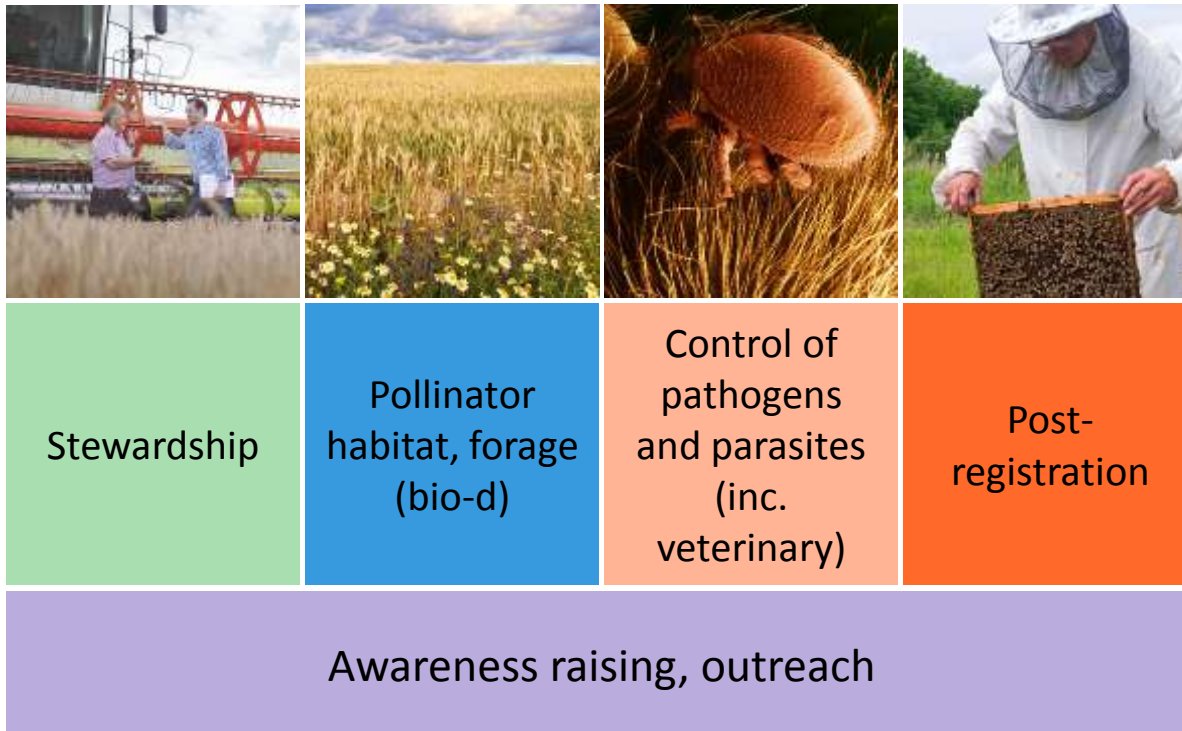 Stewardship
Pollinator
habitat, forage
(bio-d)
Control of
pathogens
and parasites
(inc.
veterinary)
Post-
registration
Awareness raising, outreach